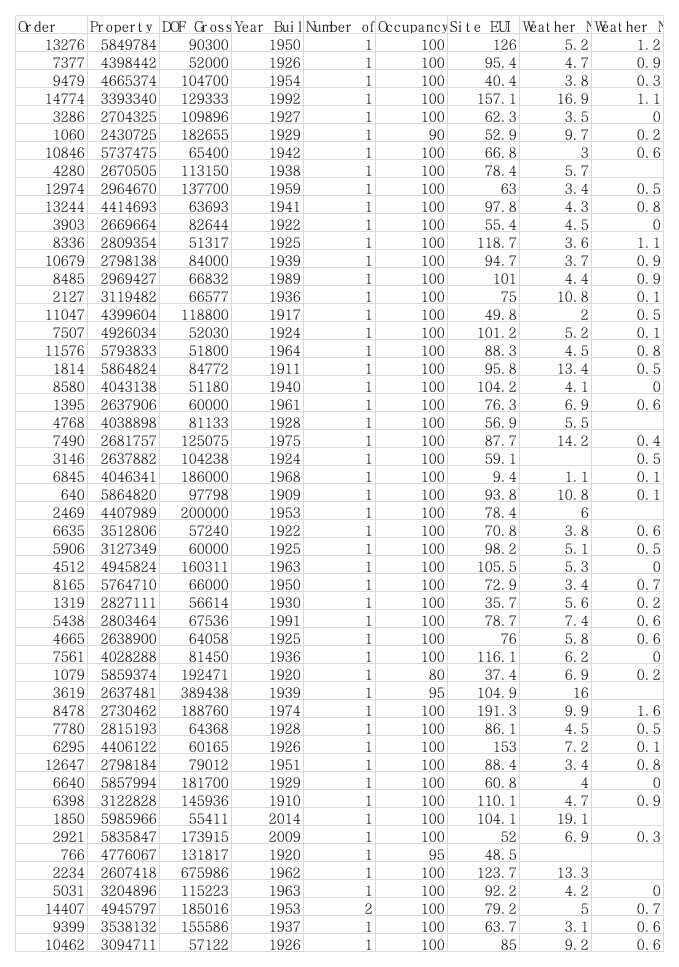 Order Property DOF Gross Year Buil Number of Occupancy Site EUI Weather N Weather N
13276 5849784 90300 1950 1 100 126 5.2 1.2
7377 4398442 52000 1926 1 100 95.4 4.7 0.9
9479 4665374 104700 1954 1 100 40.4 3.8 0.3
14774 3393340 129333 1992 1 100 157.1 16.9 1.1
3286 2704325 109896 1927 1 100 62.3 3.5 0
1060 2430725 182655 1929 1 90 52.9 9.7 0.2
10846 5737475 65400 1942 1 100 66.8 3 0.6
4280 2670505 113150 1938 1 100 78.4 5.7
12974 2964670 137700 1959 1 100 63 3.4 0.5
13244 4414693 63693 1941 1 100 97.8 4.3 0.8
3903 2669664 82644 1922 1 100 55.4 4.5 0
8336 2809354 51317 1925 1 100 118.7 3.6 1.1
10679 2798138 84000 1939 1 100 94.7 3.7 0.9
8485 2969427 66832 1989 1 100 101 4.4 0.9
2127 3119482 66577 1936 1 100 75 10.8 0.1
11047 4399604 118800 1917 1 100 49.8 2 0.5
7507 4926034 52030 1924 1 100 101.2 5.2 0.1
11576 5793833 51800 1964 1 100 88.3 4.5 0.8
1814 5864824 84772 1911 1 100 95.8 13.4 0.5
8580 4043138 51180 1940 1 100 104.2 4.1 0
1395 2637906 60000 1961 1 100 76.3 6.9 0.6
4768 4038898 81133 1928 1 100 56.9 5.5
7490 2681757 125075 1975 1 100 87.7 14.2 0.4
3146 2637882 104238 1924 1 100 59.1 0.5
6845 4046341 186000 1968 1 100 9.4 1.1 0.1
640 5864820 97798 1909 1 100 93.8 10.8 0.1
2469 4407989 200000 1953 1 100 78.4 6
6635 3512806 57240 1922 1 100 70.8 3.8 0.6
5906 3127349 60000 1925 1 100 98.2 5.1 0.5
4512 4945824 160311 1963 1 100 105.5 5.3 0
8165 5764710 66000 1950 1 100 72.9 3.4 0.7
1319 2827111 56614 1930 1 100 35.7 5.6 0.2
5438 2803464 67536 1991 1 100 78.7 7.4 0.6
4665 2638900 64058 1925 1 100 76 5.8 0.6
7561 4028288 81450 1936 1 100 116.1 6.2 0
1079 5859374 192471 1920 1 80 37.4 6.9 0.2
3619 2637481 389438 1939 1 95 104.9 16
8478 2730462 188760 1974 1 100 191.3 9.9 1.6
7780 2815193 64368 1928 1 100 86.1 4.5 0.5
6295 4406122 60165 1926 1 100 153 7.2 0.1
12647 2798184 79012 1951 1 100 88.4 3.4 0.8
6640 5857994 181700 1929 1 100 60.8 4 0
6398 3122828 145936 1910 1 100 110.1 4.7 0.9
1850 5985966 55411 2014 1 100 104.1 19.1
2921 5835847 173915 2009 1 100 52 6.9 0.3
766 4776067 131817 1920 1 95 48.5
2234 2607418 675986 1962 1 100 123.7 13.3
5031 3204896 115223 1963 1 100 92.2 4.2 0
14407 4945797 185016 1953 2 100 79.2 5 0.7
9399 3538132 155586 1937 1 100 63.7 3.1 0.6
10462 3094711 57122 1926 1 100 85 9.2 0.6